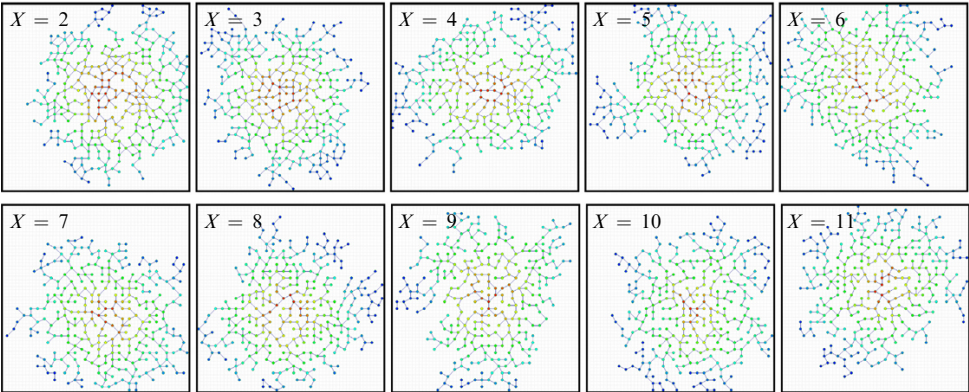 X = 2
X = 3
X = 4
X = 5
X = 6
X = 7
X = 8
X = 9
X = 10
X = 11